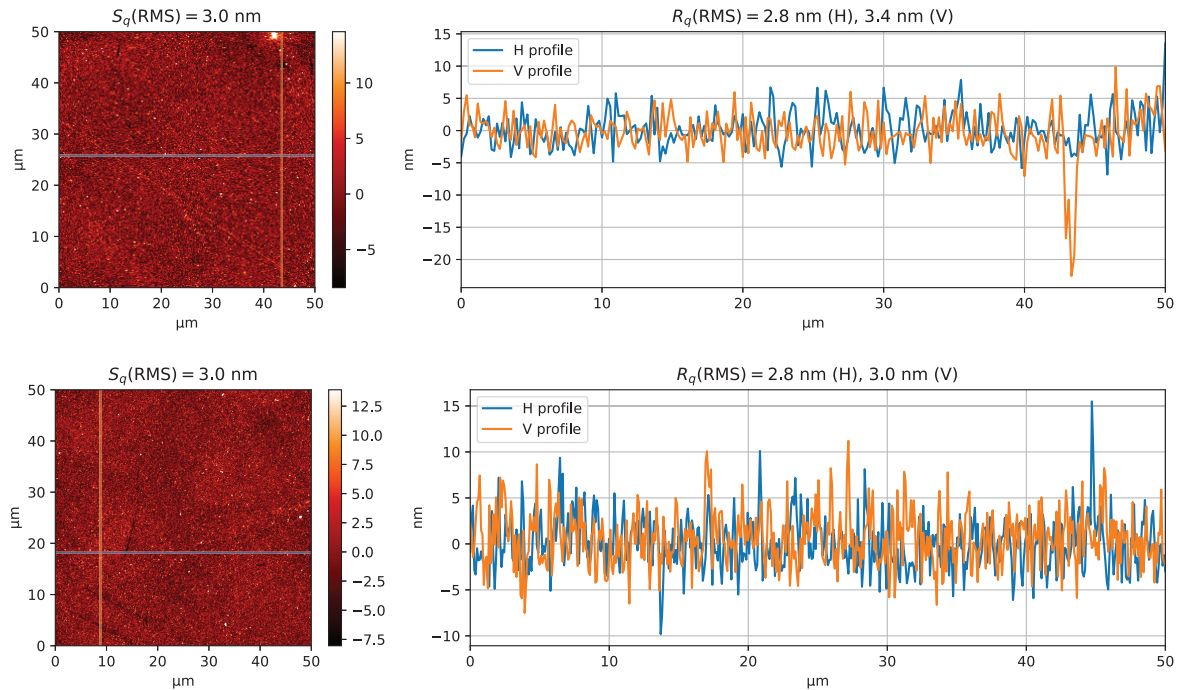 S_q(RMS) = 3.0 nm
50
40
30
20
10
0
µm
0 10 20 30 40 50
µm
10
5
0
−5
R_q(RMS) = 2.8 nm (H), 3.4 nm (V)
H profile
V profile
15
10
5
0
−5
−10
−15
−20
nm
0 10 20 30 40 50
µm
S_q(RMS) = 3.0 nm
50
40
30
20
10
0
µm
0 10 20 30 40 50
µm
12.5
10.0
7.5
5.0
2.5
0.0
−2.5
−5.0
−7.5
R_q(RMS) = 2.8 nm (H), 3.0 nm (V)
H profile
V profile
15
10
5
0
−5
−10
nm
0 10 20 30 40 50
µm